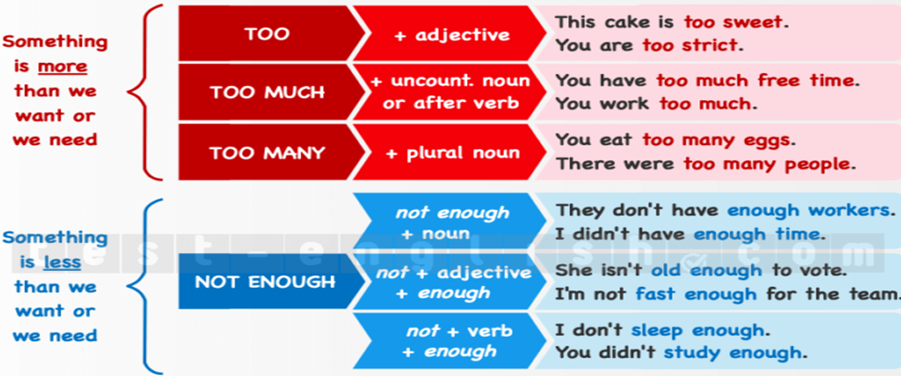 Something
is more
than we
want or
we need
TOO
+ adjective
This cake is too sweet.
You are too strict.
TOO MUCH
+ uncount. noun
or after verb
You have too much free time.
You work too much.
TOO MANY
+ plural noun
You eat too many eggs.
There were too many people.
Something
is less
than we
want or
we need
NOT ENOUGH
not enough
+ noun
They don't have enough workers.
I didn't have enough time.
not + adjective
+ enough
She isn't old enough to vote.
I'm not fast enough for the team.
not + verb
+ enough
I don't sleep enough.
You didn't study enough.
test-english.com